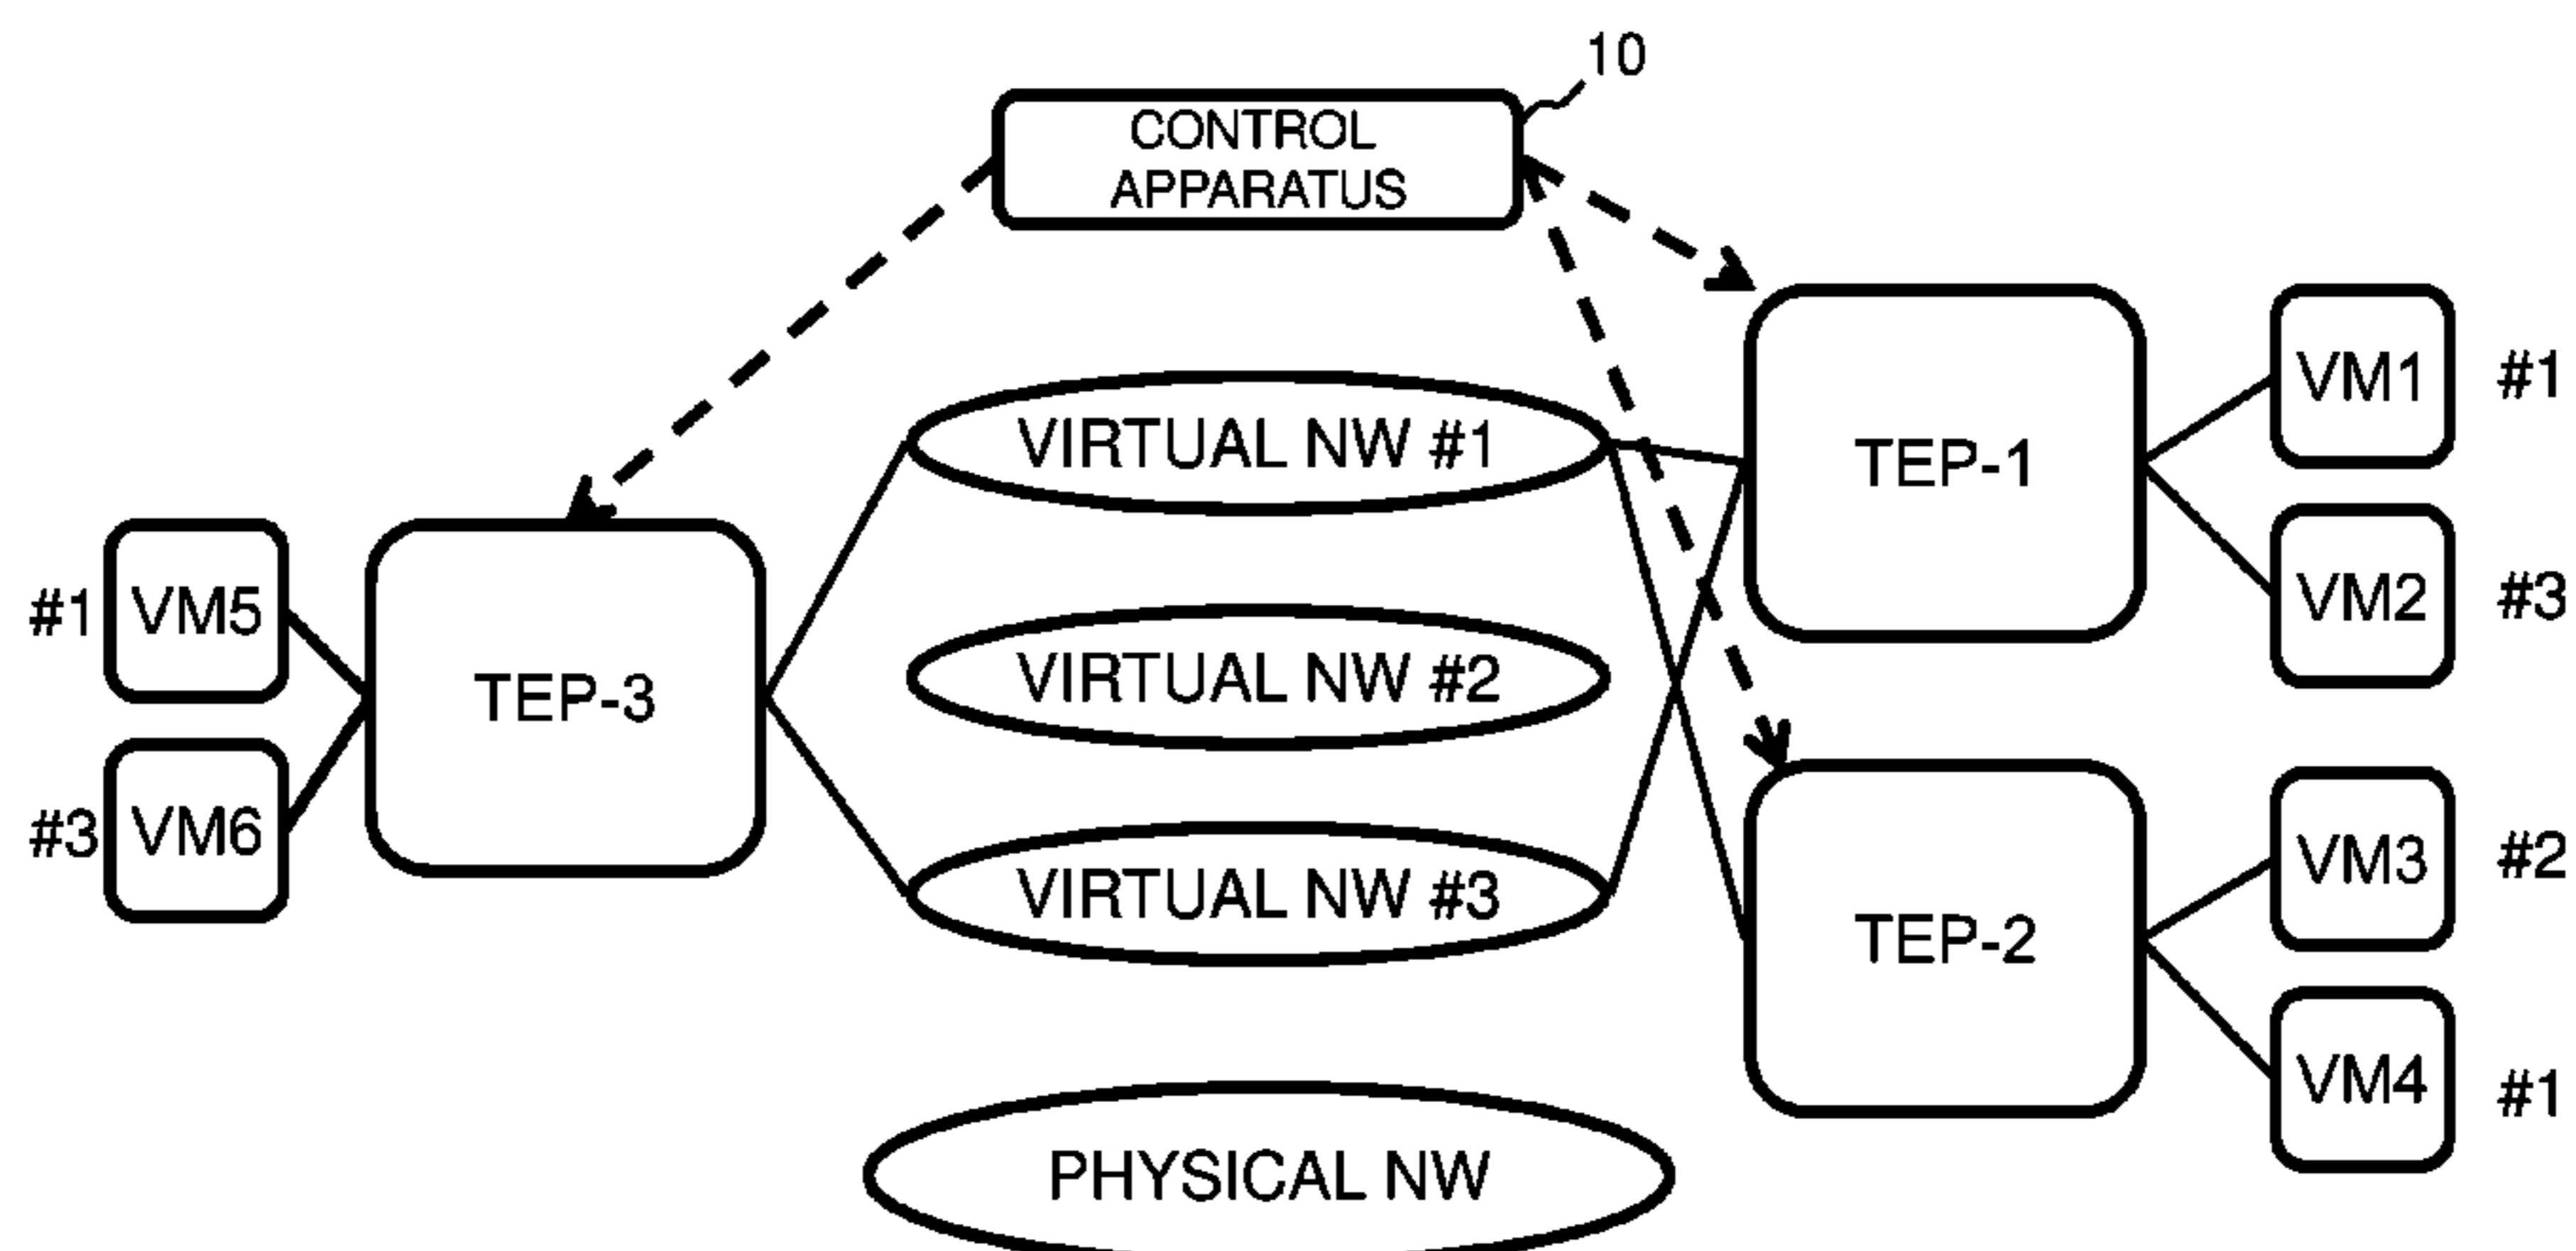 10
CONTROL
APPARATUS
VIRTUAL NW #1
VIRTUAL NW #2
VIRTUAL NW #3
PHYSICAL NW
#1
VM5
#3
VM6
TEP-3
TEP-1
VM1
#1
VM2
#3
TEP-2
VM3
#2
VM4
#1